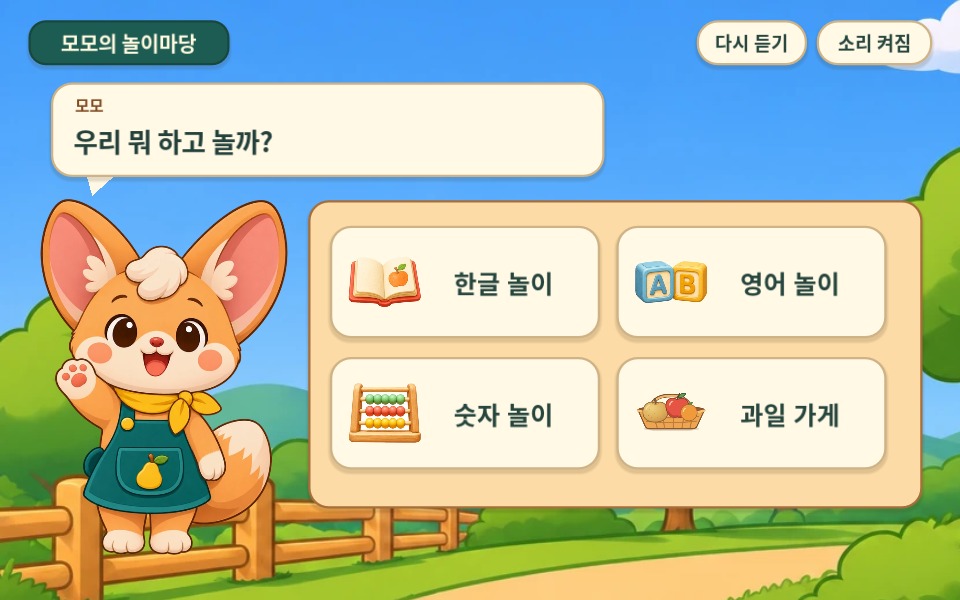 모모의 놀이마당
다시 듣기
소리 켜짐
모모
우리 뭐 하고 놀까?
한글 놀이
A B
영어 놀이
숫자 놀이
과일 가게